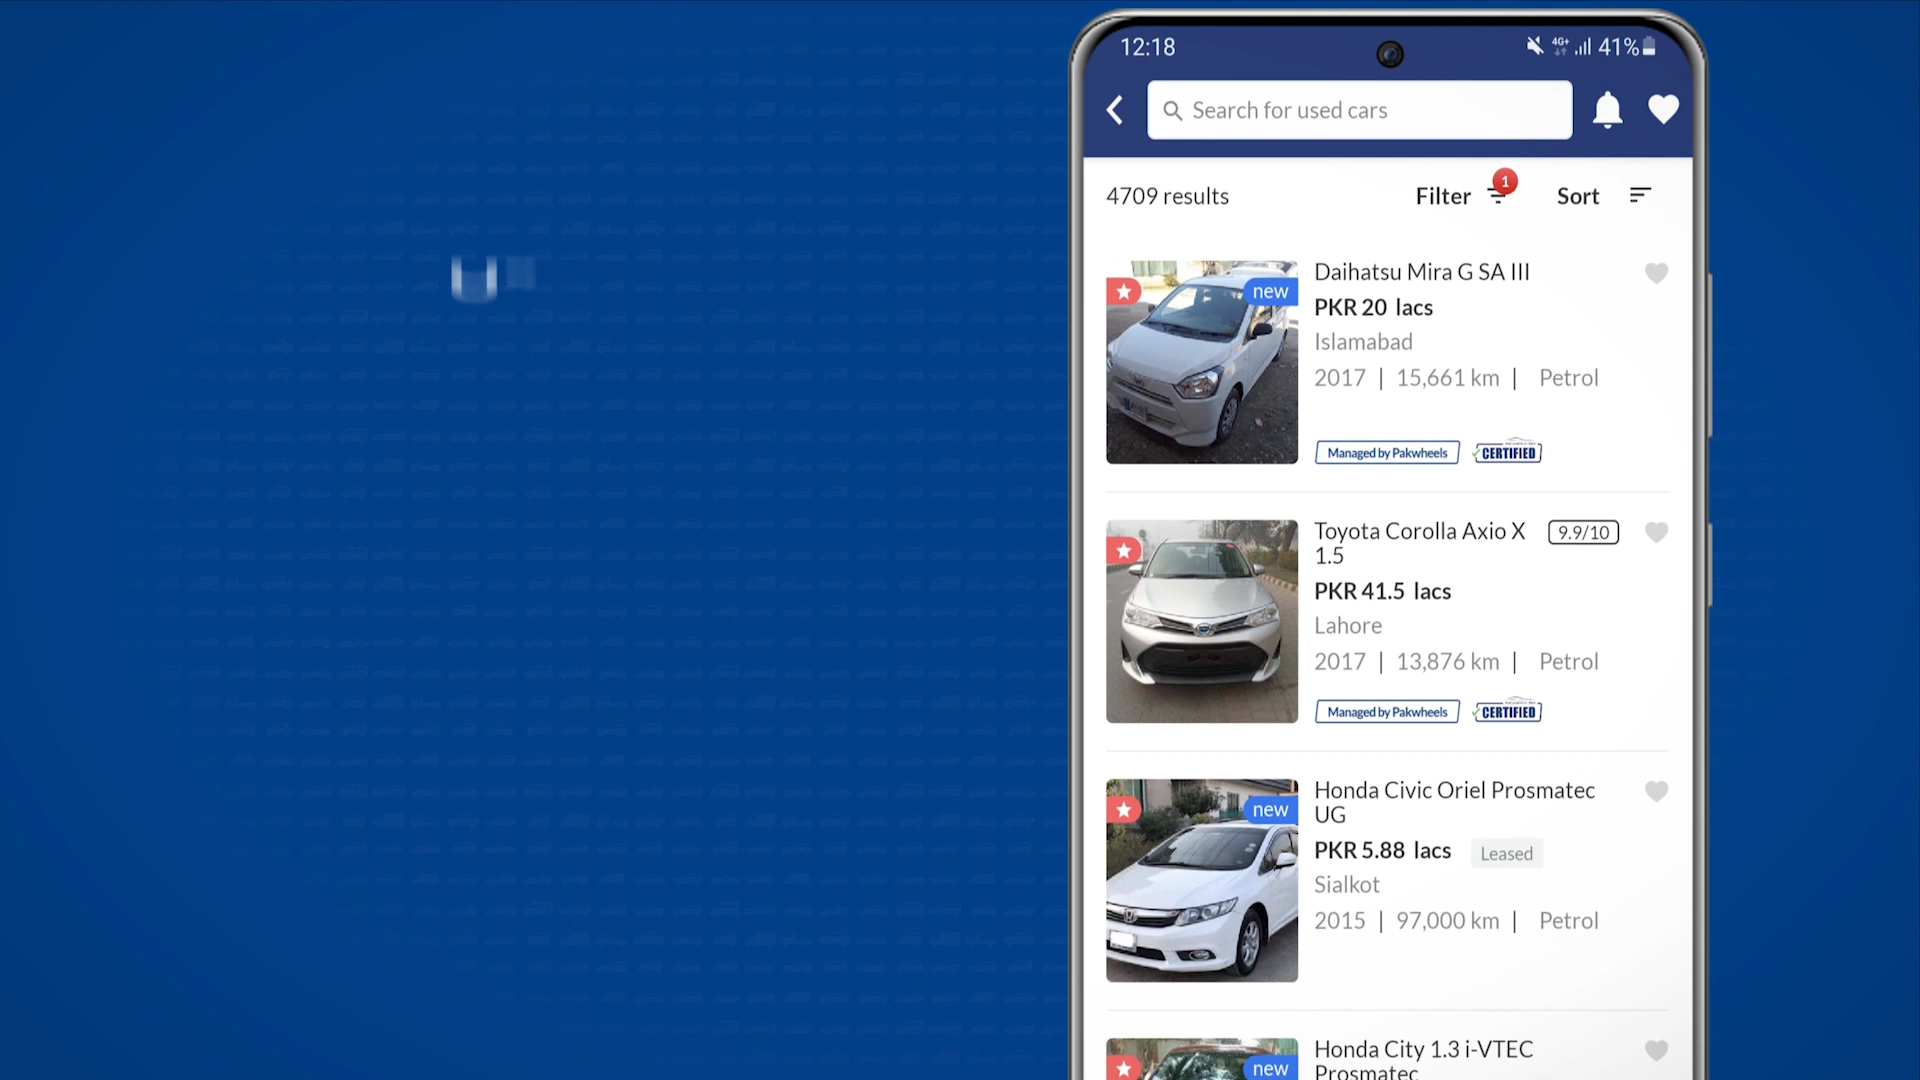 12:18
4G+ 41%
Search for used cars
4709 results
Filter 1
Sort
new
Daihatsu Mira G SA III
PKR 20 lacs
Islamabad
2017 | 15,661 km | Petrol
Managed by Pakwheels
CERTIFIED
Toyota Corolla Axio X
1.5
9.9/10
PKR 41.5 lacs
Lahore
2017 | 13,876 km | Petrol
Managed by Pakwheels
CERTIFIED
new
Honda Civic Oriel Prosmatec
UG
PKR 5.88 lacs
Leased
Sialkot
2015 | 97,000 km | Petrol
new
Honda City 1.3 i-VTEC
Prosmatec